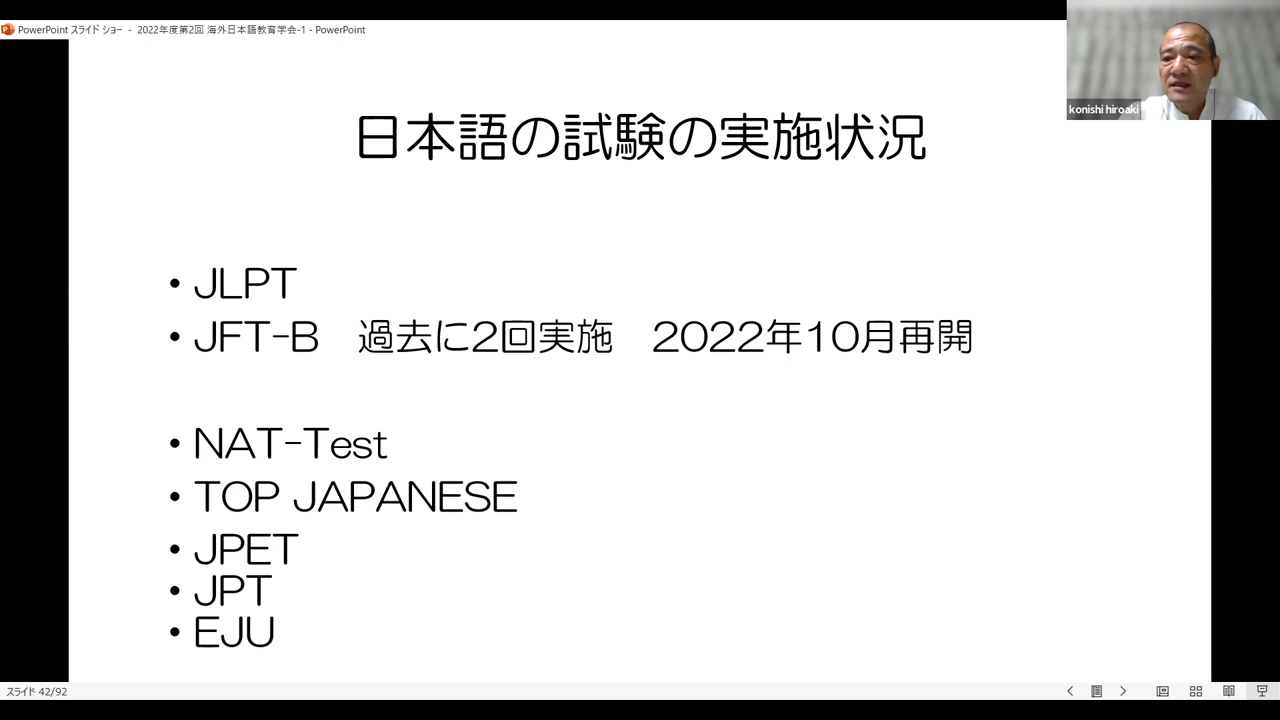 PowerPoint スライド ショー - 2022年度第2回 海外日本語教育学会-1 - PowerPoint
konishi hiroaki
日本語の試験の実施状況
• JLPT
• JFT-B　過去に2回実施　2022年10月再開
• NAT-Test
• TOP JAPANESE
• JPET
• JPT
• EJU
スライド 42/92